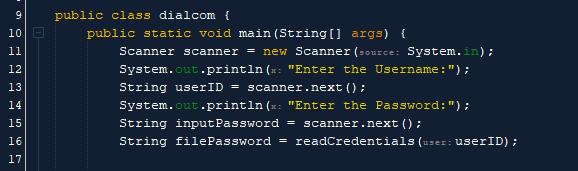 9 public class dialcom {
10 public static void main(String[] args) {
11 Scanner scanner = new Scanner(source: System.in);
12 System.out.println(x: "Enter the Username:");
13 String userID = scanner.next();
14 System.out.println(x: "Enter the Password:");
15 String inputPassword = scanner.next();
16 String filePassword = readCredentials(user: userID);
17